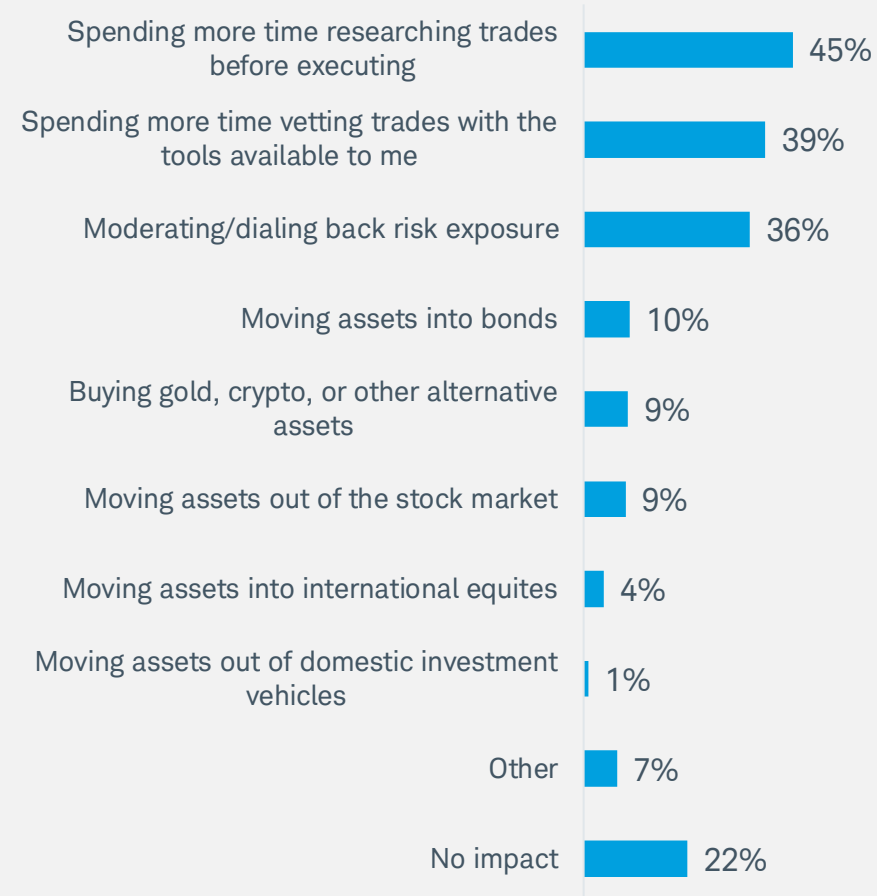 Spending more time researching trades
before executing
45%
Spending more time vetting trades with the
tools available to me
39%
Moderating/dialing back risk exposure
36%
Moving assets into bonds
10%
Buying gold, crypto, or other alternative
assets
9%
Moving assets out of the stock market
9%
Moving assets into international equites
4%
Moving assets out of domestic investment
vehicles
1%
Other
7%
No impact
22%